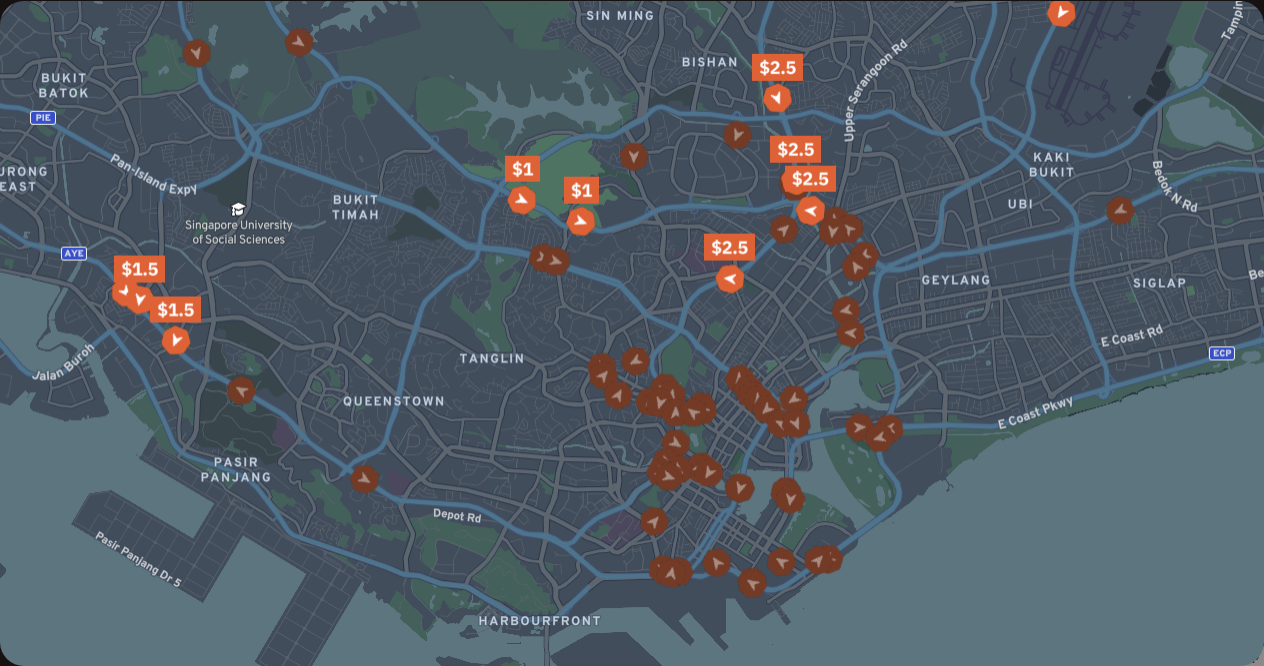 SIN MING
BISHAN
$2.5
BUKIT
BATOK
PIE
Upper Serangoon Rd
Pan-Island Expy
$2.5
$2.5
KAKI
BUKIT
Bedok N Rd
$1
$1
EAST
BUKIT
TIMAH
UBI
Singapore University
of Social Sciences
AYE
$1.5
$2.5
GEYLANG
SIGLAP
$1.5
E Coast Rd
ECP
Jalan Buroh
TANGLIN
QUEENSTOWN
E Coast Pkwy
PASIR
PANJANG
Depot Rd
Pasir Panjang Dr 5
HARBOURFRONT